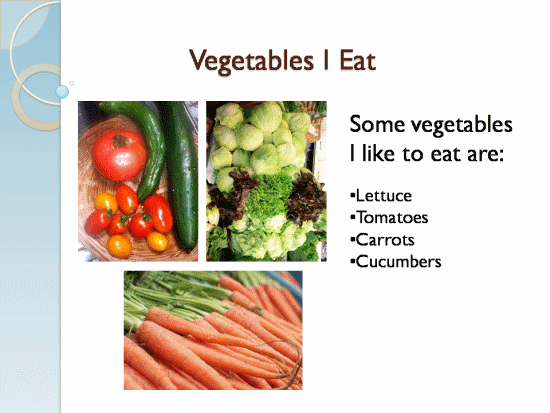 Vegetables I Eat
Some vegetables
I like to eat are:
▪Lettuce
▪Tomatoes
▪Carrots
▪Cucumbers